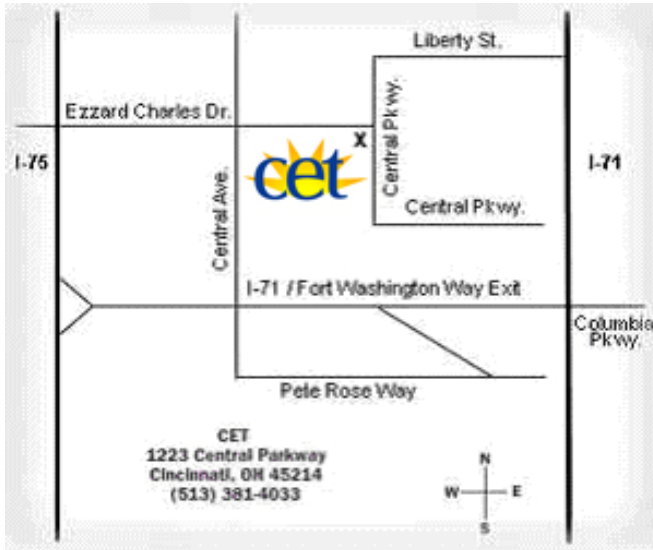 Liberty St.
Ezzard Charles Dr.
X
Central Pkwy.
I-75
cet
I-71
Central Ave.
Central Pkwy.
I-71 / Fort Washington Way Exit
Columbia
Pkwy.
Pete Rose Way
CET
1223 Central Parkway
Cincinnati, OH 45214
(513) 381-4033
N
W
E
S